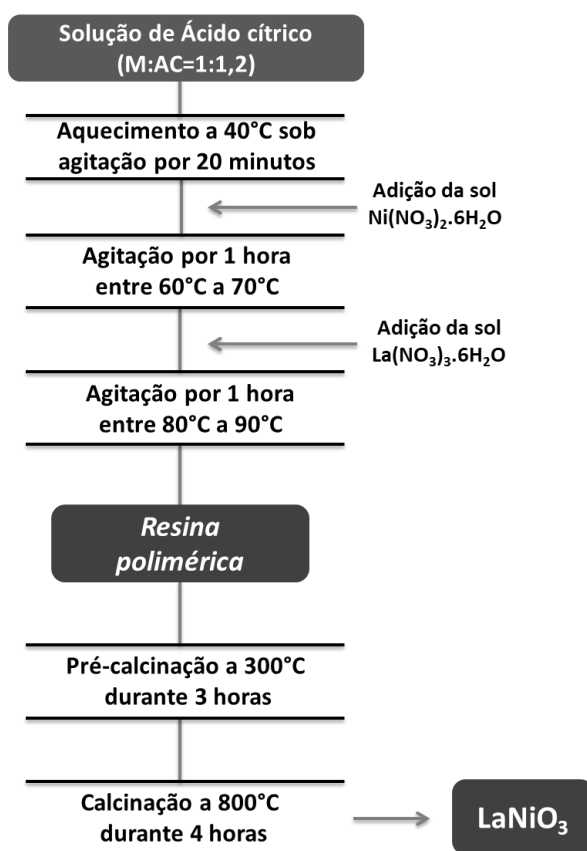 Solução de Ácido cítrico
(M:AC=1:1,2)
Aquecimento a 40°C sob
agitação por 20 minutos
Adição da sol
Ni(NO₃)₂.6H₂O
Agitação por 1 hora
entre 60°C a 70°C
Adição da sol
La(NO₃)₃.6H₂O
Agitação por 1 hora
entre 80°C a 90°C
Resina
polimérica
Pré-calcinação a 300°C
durante 3 horas
Calcinação a 800°C
durante 4 horas
LaNiO₃